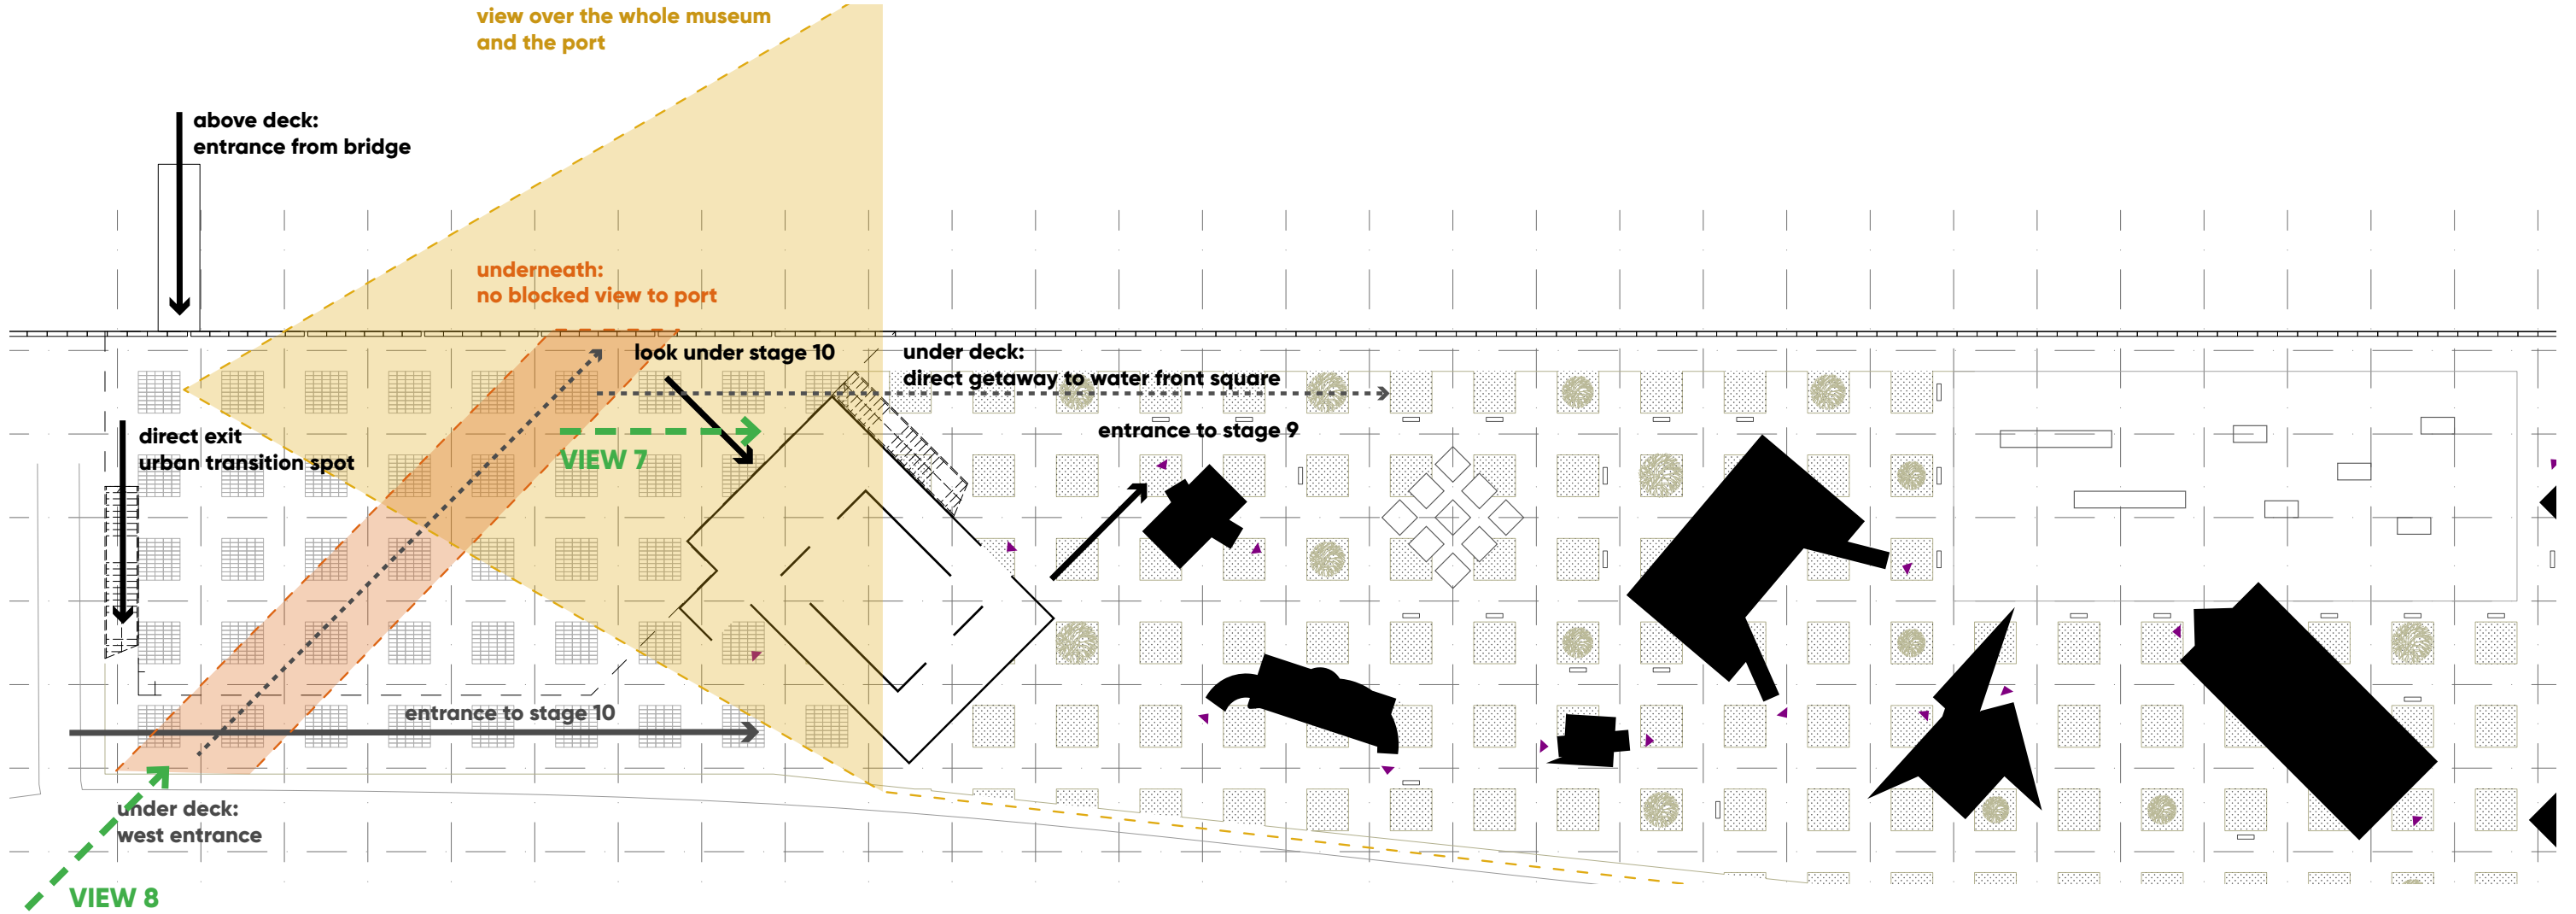 view over the whole museum
and the port
above deck:
entrance from bridge
underneath:
no blocked view to port
look under stage 10
under deck:
direct getaway to water front square
direct exit
urban transition spot
VIEW 7
entrance to stage 9
entrance to stage 10
under deck:
west entrance
VIEW 8